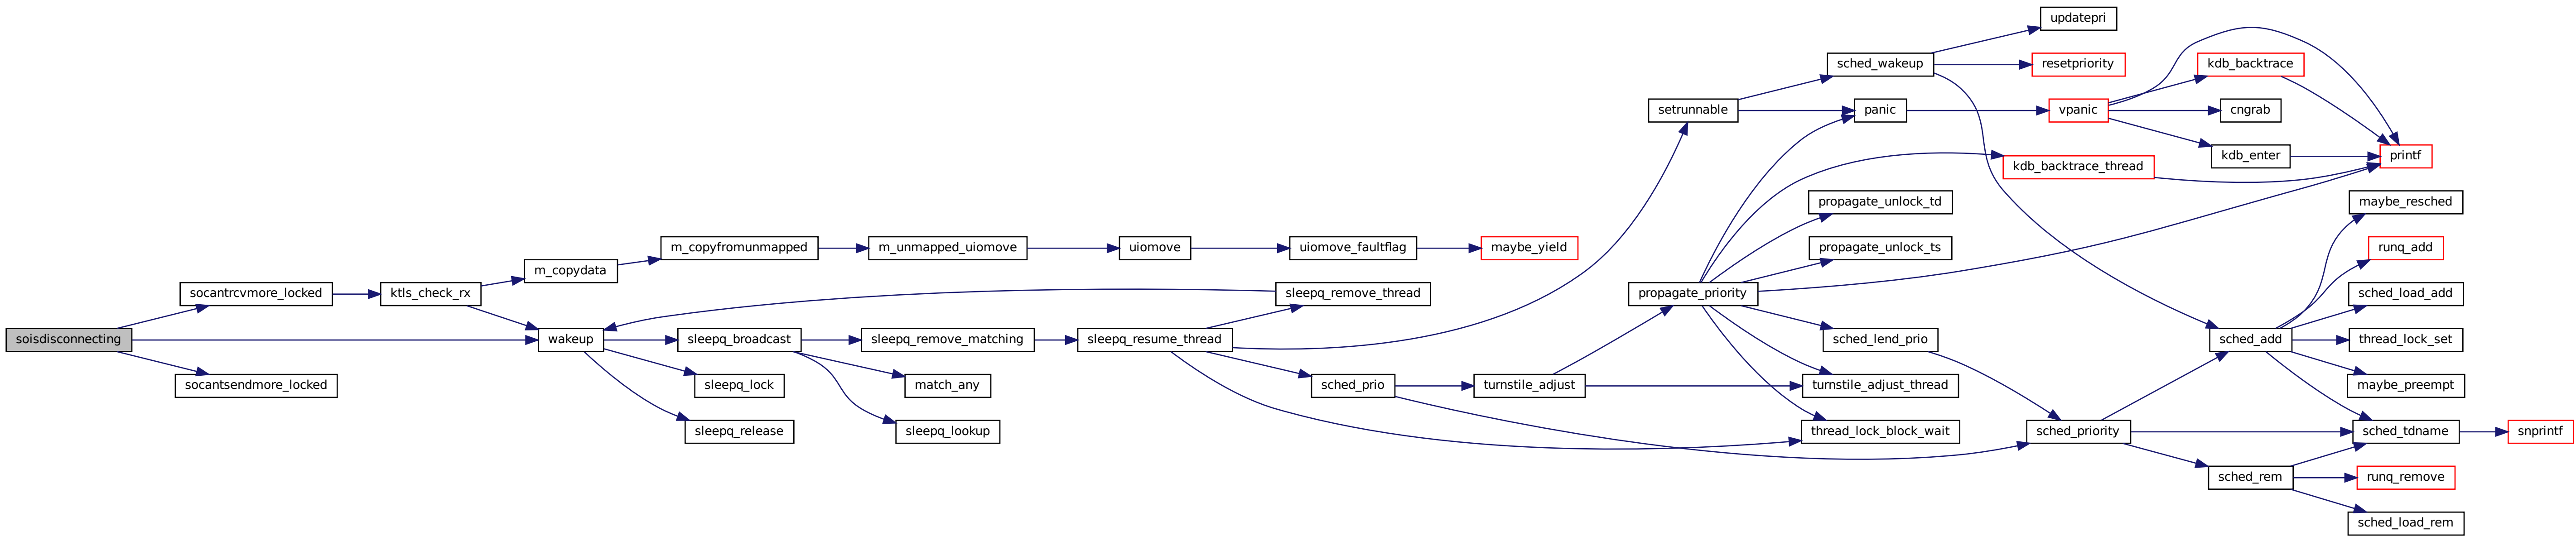 soisdisconnecting
socantrcvmore_locked
socantsendmore_locked
ktls_check_rx
m_copydata
wakeup
m_copyfromunmapped
sleepq_broadcast
sleepq_lock
sleepq_release
m_unmapped_uiomove
sleepq_remove_matching
match_any
sleepq_lookup
uiomove
sleepq_resume_thread
uiomove_faultflag
sleepq_remove_thread
sched_prio
maybe_yield
turnstile_adjust
setrunnable
propagate_priority
sched_wakeup
panic
propagate_unlock_td
propagate_unlock_ts
sched_lend_prio
turnstile_adjust_thread
thread_lock_block_wait
updatepri
resetpriority
vpanic
kdb_backtrace_thread
sched_priority
kdb_backtrace
cngrab
kdb_enter
sched_add
sched_rem
printf
maybe_resched
runq_add
sched_load_add
thread_lock_set
maybe_preempt
sched_tdname
runq_remove
sched_load_rem
snprintf